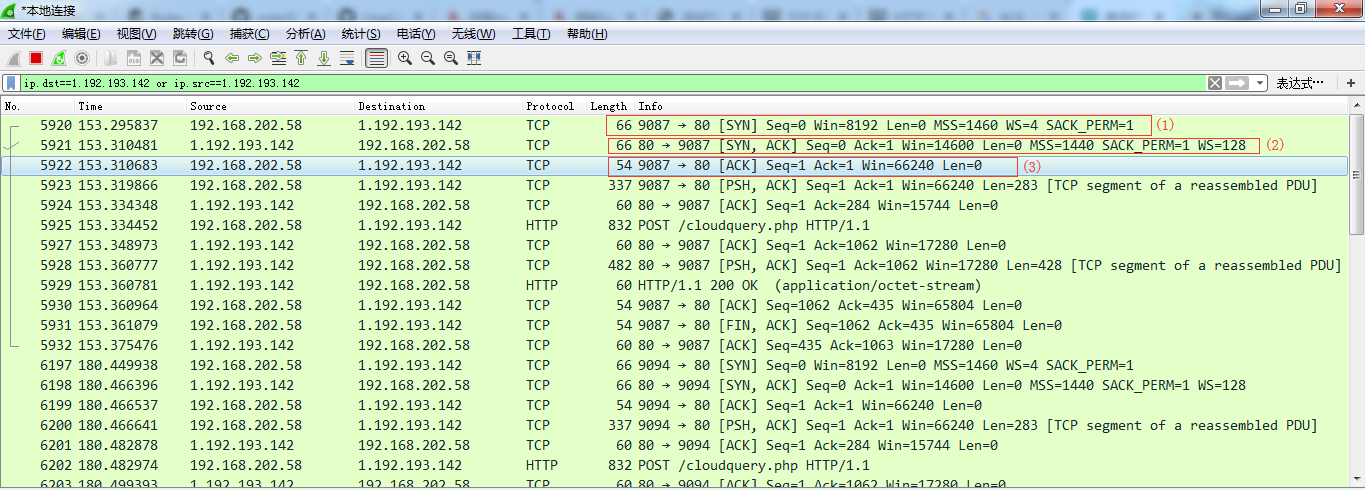 *本地连接
文件(F) 编辑(E) 视图(V) 跳转(G) 捕获(C) 分析(A) 统计(S) 电话(Y) 无线(W) 工具(T) 帮助(H)
ip.dst==1.192.193.142 or ip.src==1.192.193.142 表达式… +
No. Time Source Destination Protocol Length Info
5920 153.295837 192.168.202.58 1.192.193.142 TCP 66 9087 → 80 [SYN] Seq=0 Win=8192 Len=0 MSS=1460 WS=4 SACK_PERM=1 (1)
5921 153.310481 1.192.193.142 192.168.202.58 TCP 66 80 → 9087 [SYN, ACK] Seq=0 Ack=1 Win=14600 Len=0 MSS=1440 SACK_PERM=1 WS=128 (2)
5922 153.310683 192.168.202.58 1.192.193.142 TCP 54 9087 → 80 [ACK] Seq=1 Ack=1 Win=66240 Len=0 (3)
5923 153.319866 192.168.202.58 1.192.193.142 TCP 337 9087 → 80 [PSH, ACK] Seq=1 Ack=1 Win=66240 Len=283 [TCP segment of a reassembled PDU]
5924 153.334348 1.192.193.142 192.168.202.58 TCP 60 80 → 9087 [ACK] Seq=1 Ack=284 Win=15744 Len=0
5925 153.334452 192.168.202.58 1.192.193.142 HTTP 832 POST /cloudquery.php HTTP/1.1
5927 153.348973 1.192.193.142 192.168.202.58 TCP 60 80 → 9087 [ACK] Seq=1 Ack=1062 Win=17280 Len=0
5928 153.360777 1.192.193.142 192.168.202.58 TCP 482 80 → 9087 [PSH, ACK] Seq=1 Ack=1062 Win=17280 Len=428 [TCP segment of a reassembled PDU]
5929 153.360781 1.192.193.142 192.168.202.58 HTTP 60 HTTP/1.1 200 OK (application/octet-stream)
5930 153.360964 192.168.202.58 1.192.193.142 TCP 54 9087 → 80 [ACK] Seq=1062 Ack=435 Win=65804 Len=0
5931 153.361079 192.168.202.58 1.192.193.142 TCP 54 9087 → 80 [FIN, ACK] Seq=1062 Ack=435 Win=65804 Len=0
5932 153.375476 1.192.193.142 192.168.202.58 TCP 60 80 → 9087 [ACK] Seq=435 Ack=1063 Win=17280 Len=0
6197 180.449938 192.168.202.58 1.192.193.142 TCP 66 9094 → 80 [SYN] Seq=0 Win=8192 Len=0 MSS=1460 WS=4 SACK_PERM=1
6198 180.466396 1.192.193.142 192.168.202.58 TCP 66 80 → 9094 [SYN, ACK] Seq=0 Ack=1 Win=14600 Len=0 MSS=1440 SACK_PERM=1 WS=128
6199 180.466537 192.168.202.58 1.192.193.142 TCP 54 9094 → 80 [ACK] Seq=1 Ack=1 Win=66240 Len=0
6200 180.466641 192.168.202.58 1.192.193.142 TCP 337 9094 → 80 [PSH, ACK] Seq=1 Ack=1 Win=66240 Len=283 [TCP segment of a reassembled PDU]
6201 180.482878 1.192.193.142 192.168.202.58 TCP 60 80 → 9094 [ACK] Seq=1 Ack=284 Win=15744 Len=0
6202 180.482974 192.168.202.58 1.192.193.142 HTTP 832 POST /cloudquery.php HTTP/1.1
6203 180.499393 1.192.193.142 192.168.202.58 TCP 60 80 → 9094 [ACK] Seq=1 Ack=1062 Win=17280 Len=0